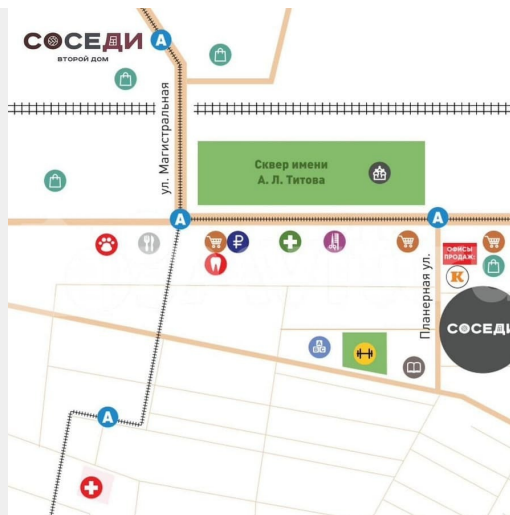 СОСЕДИ
ВТОРОЙ ДОМ
А
ул. Магистральная
Сквер имени
А. Л. Титова
А
А
₽
ОФИСЫ
ПРОДАЖ:
К
Планерная ул.
СОСЕДИ
А